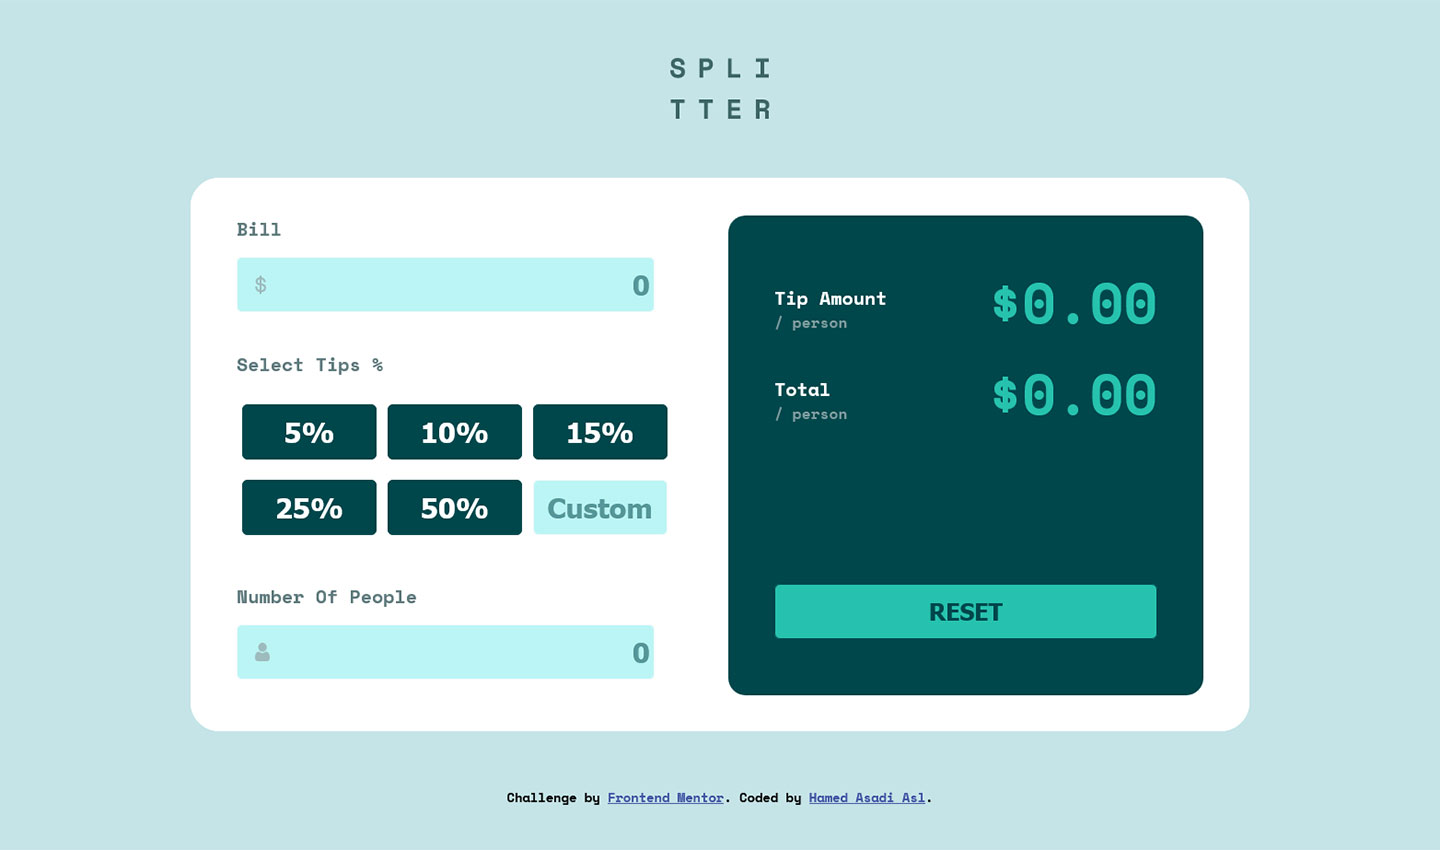 SPLI
TTER
Bill
$ 0
Select Tips %
5% 10% 15%
25% 50% Custom
Number Of People
0
Tip Amount
/ person
$0.00
Total
/ person
$0.00
RESET
Challenge by Frontend Mentor. Coded by Hamed Asadi Asl.